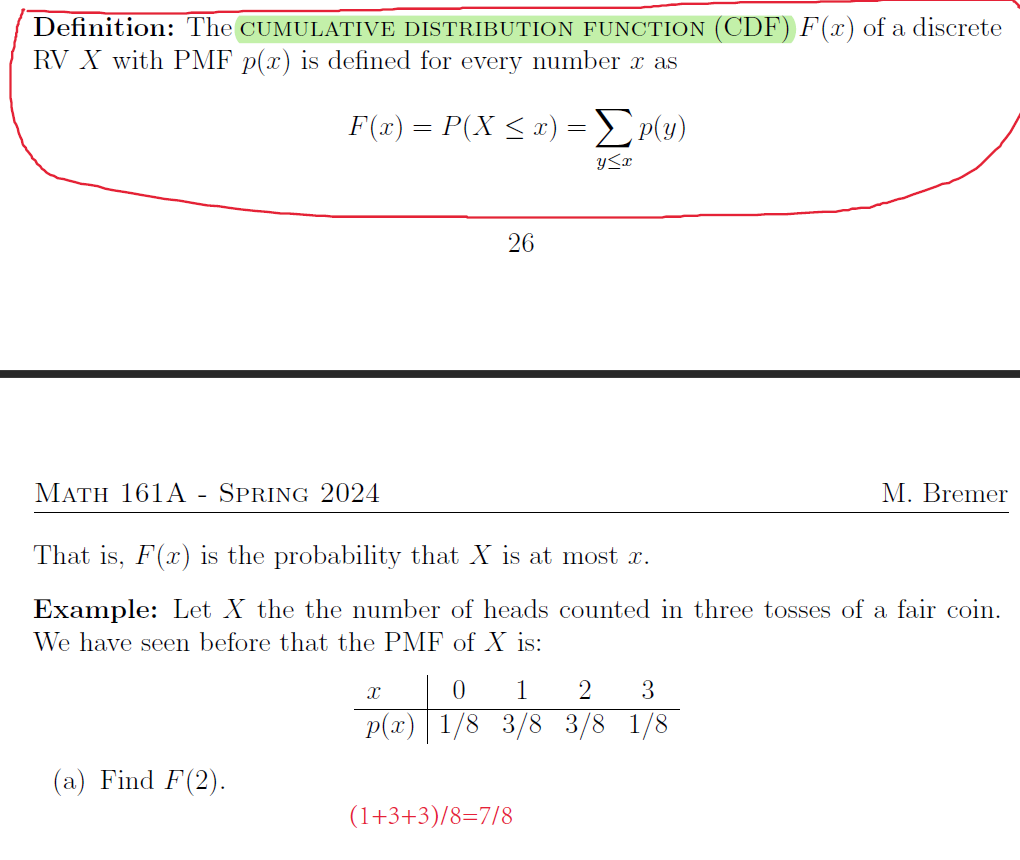 Definition: The CUMULATIVE DISTRIBUTION FUNCTION (CDF) F(x) of a discrete
RV X with PMF p(x) is defined for every number x as
F(x) = P(X ≤ x) = ∑ p(y)
y≤x
26
MATH 161A - SPRING 2024 M. Bremer
That is, F(x) is the probability that X is at most x.
Example: Let X the the number of heads counted in three tosses of a fair coin.
We have seen before that the PMF of X is:
x 0 1 2 3
p(x) 1/8 3/8 3/8 1/8
(a) Find F(2).
(1+3+3)/8=7/8